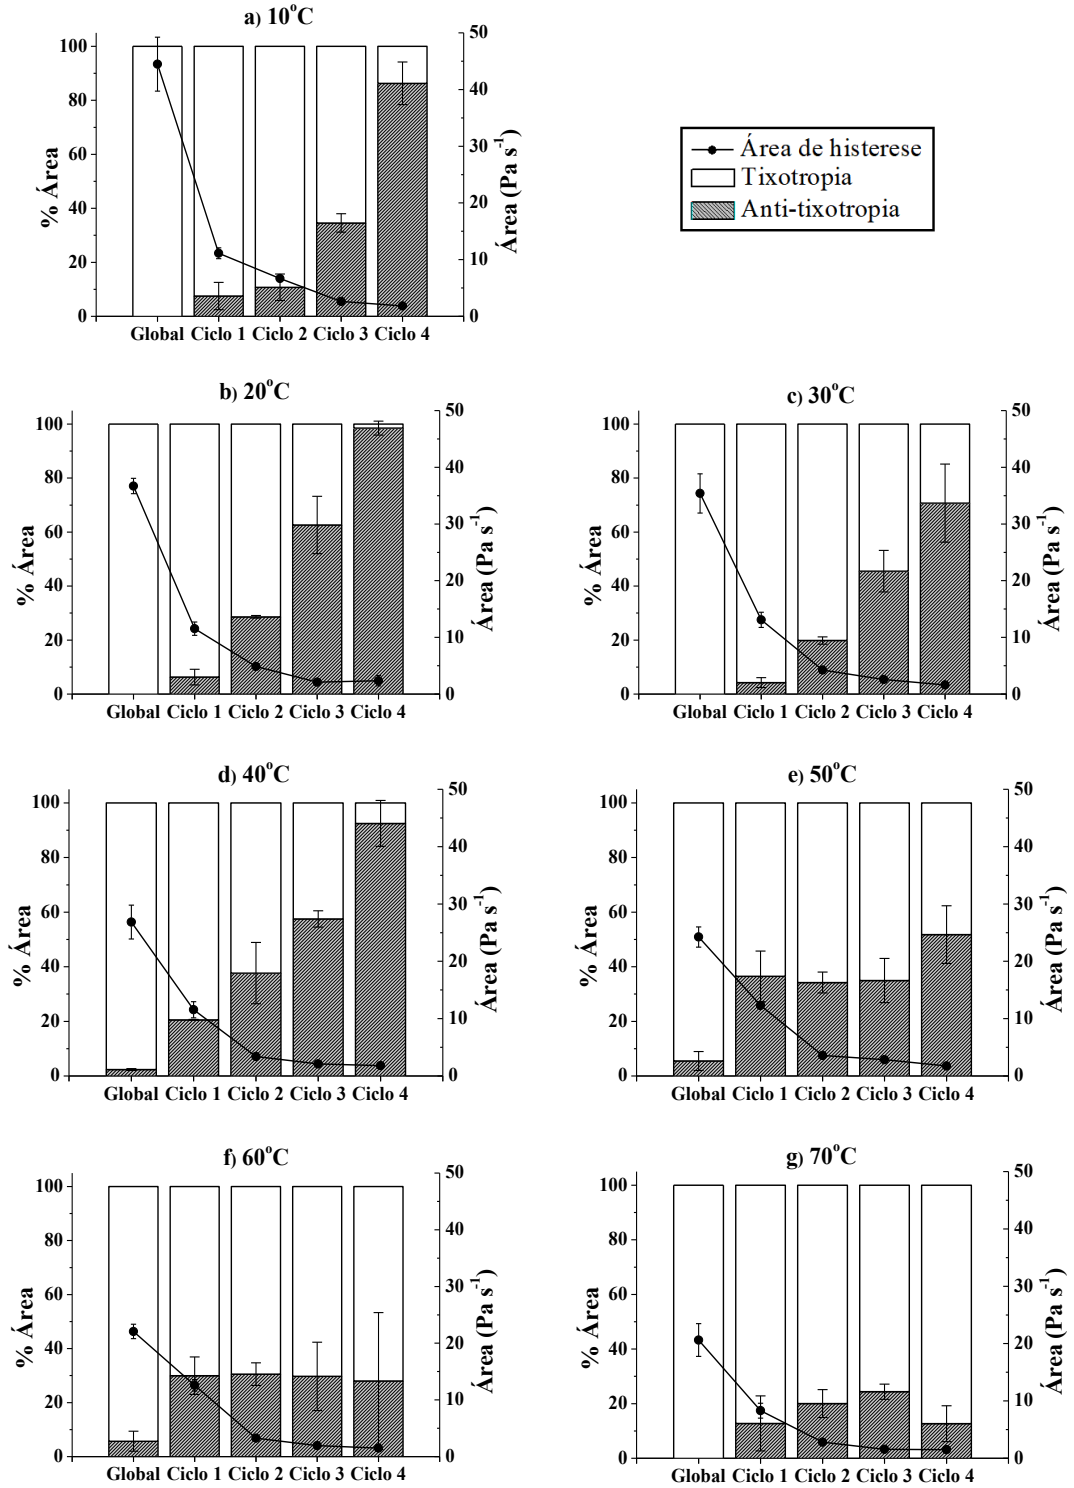 a) 10°C
100
80
60
40
20
0
% Área
50
40
30
20
10
0
Área (Pa s⁻¹)
Global Ciclo 1 Ciclo 2 Ciclo 3 Ciclo 4
Área de histerese
Tixotropia
Anti-tixotropia
b) 20°C
100
80
60
40
20
0
% Área
50
40
30
20
10
0
Área (Pa s⁻¹)
Global Ciclo 1 Ciclo 2 Ciclo 3 Ciclo 4
c) 30°C
100
80
60
40
20
0
% Área
50
40
30
20
10
0
Área (Pa s⁻¹)
Global Ciclo 1 Ciclo 2 Ciclo 3 Ciclo 4
d) 40°C
100
80
60
40
20
0
% Área
50
40
30
20
10
0
Área (Pa s⁻¹)
Global Ciclo 1 Ciclo 2 Ciclo 3 Ciclo 4
e) 50°C
100
80
60
40
20
0
% Área
50
40
30
20
10
0
Área (Pa s⁻¹)
Global Ciclo 1 Ciclo 2 Ciclo 3 Ciclo 4
f) 60°C
100
80
60
40
20
0
% Área
50
40
30
20
10
0
Área (Pa s⁻¹)
Global Ciclo 1 Ciclo 2 Ciclo 3 Ciclo 4
g) 70°C
100
80
60
40
20
0
% Área
50
40
30
20
10
0
Área (Pa s⁻¹)
Global Ciclo 1 Ciclo 2 Ciclo 3 Ciclo 4